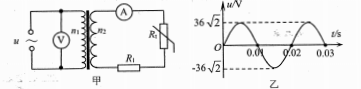 u
V
n₁
n₂
A
Rₜ
R₁
甲
u/V
36√2
O
0.01
0.02
0.03
t/s
-36√2
乙